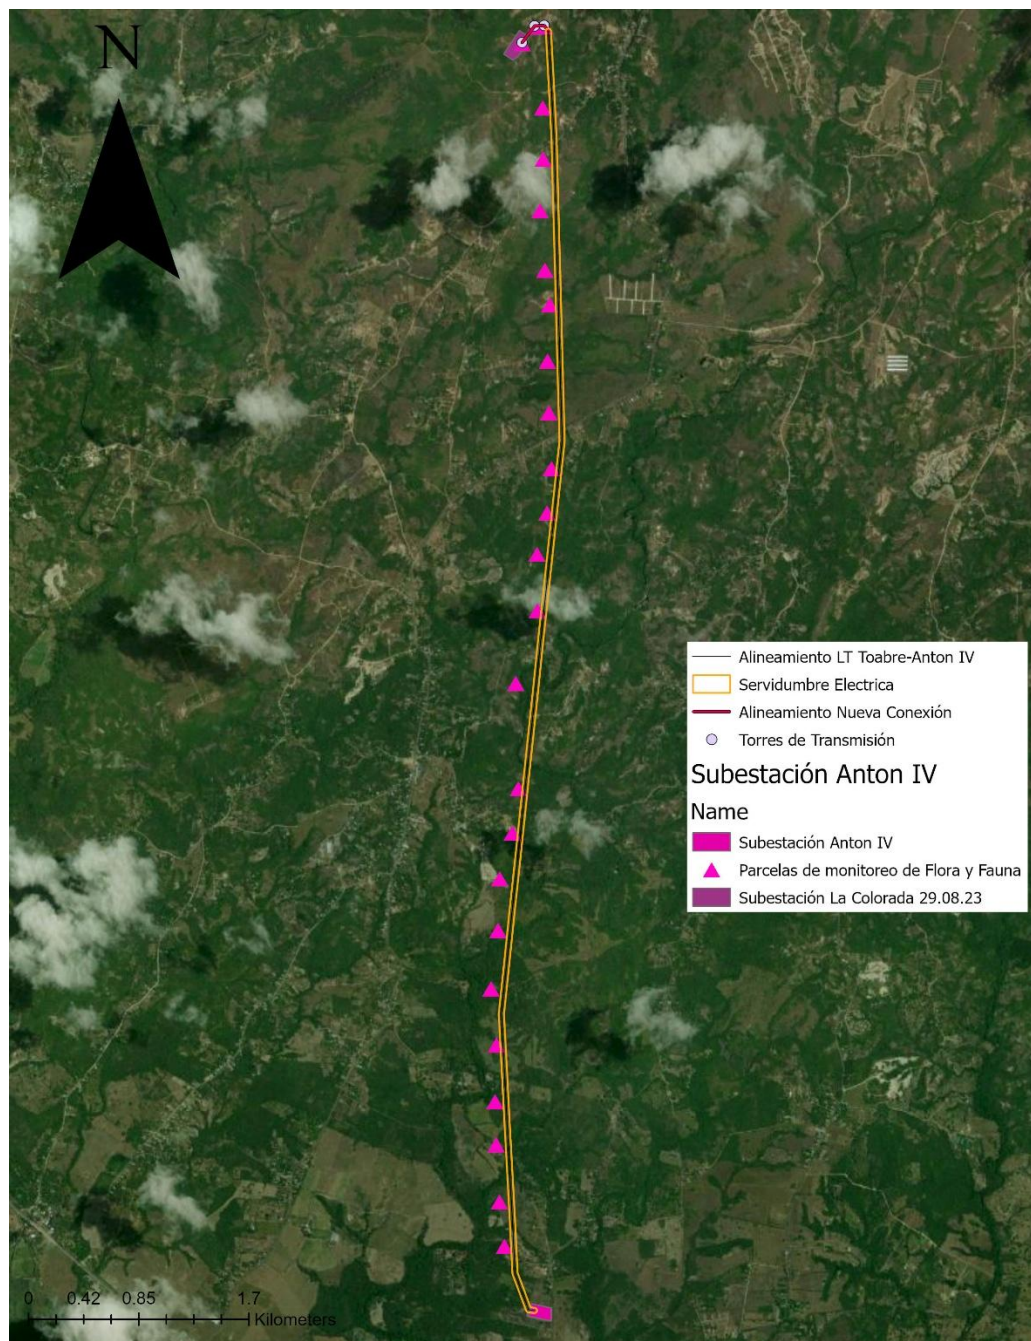 N
Alineamiento LT Toabre-Anton IV
Servidumbre Electrica
Alineamiento Nueva Conexión
Torres de Transmisión
Subestación Anton IV
Name
Subestación Anton IV
Parcelas de monitoreo de Flora y Fauna
Subestación La Colorada 29.08.23
0 0.42 0.85 1.7
Kilometers